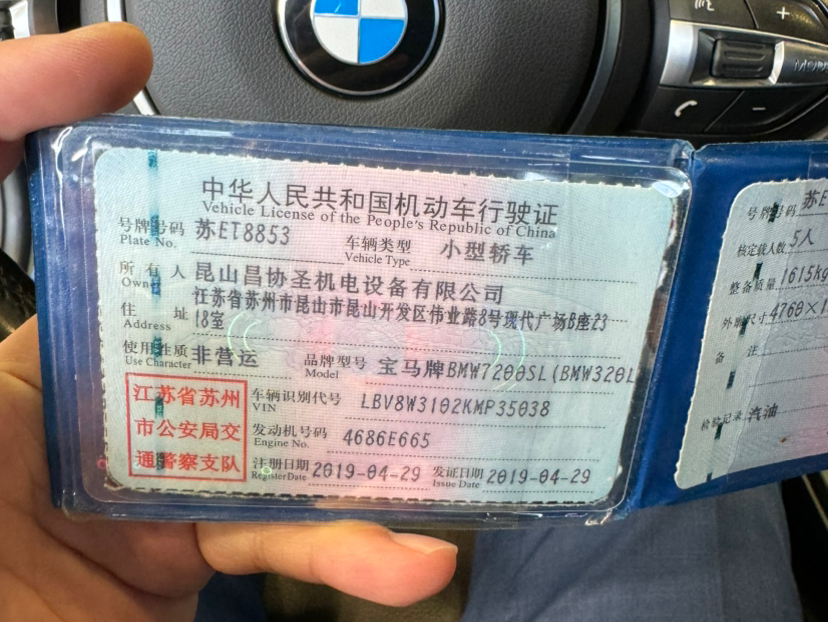 中华人民共和国机动车行驶证
Vehicle License of the People's Republic of China
号牌号码 苏ET8853 车辆类型 小型轿车
Plate No. Vehicle Type
所有人 昆山昌协圣机电设备有限公司
Owner
住址 江苏省苏州市昆山市昆山开发区伟业路8号现代广场B座23
Address 18室
使用性质 非营运 品牌型号 宝马牌BMW7200SL(BMW320L
Use Character Model
江苏省苏州
市公安局交
通警察支队
车辆识别代号 LBV8W3102KMP35038
VIN
发动机号码 4686E665
Engine No.
注册日期 2019-04-29 发证日期 2019-04-29
Register Date Issue Date
号牌号码 苏E
核定载人数 5人
整备质量 1615kg
外廓尺寸 4760×1
备注
检验记录 汽油
MODE